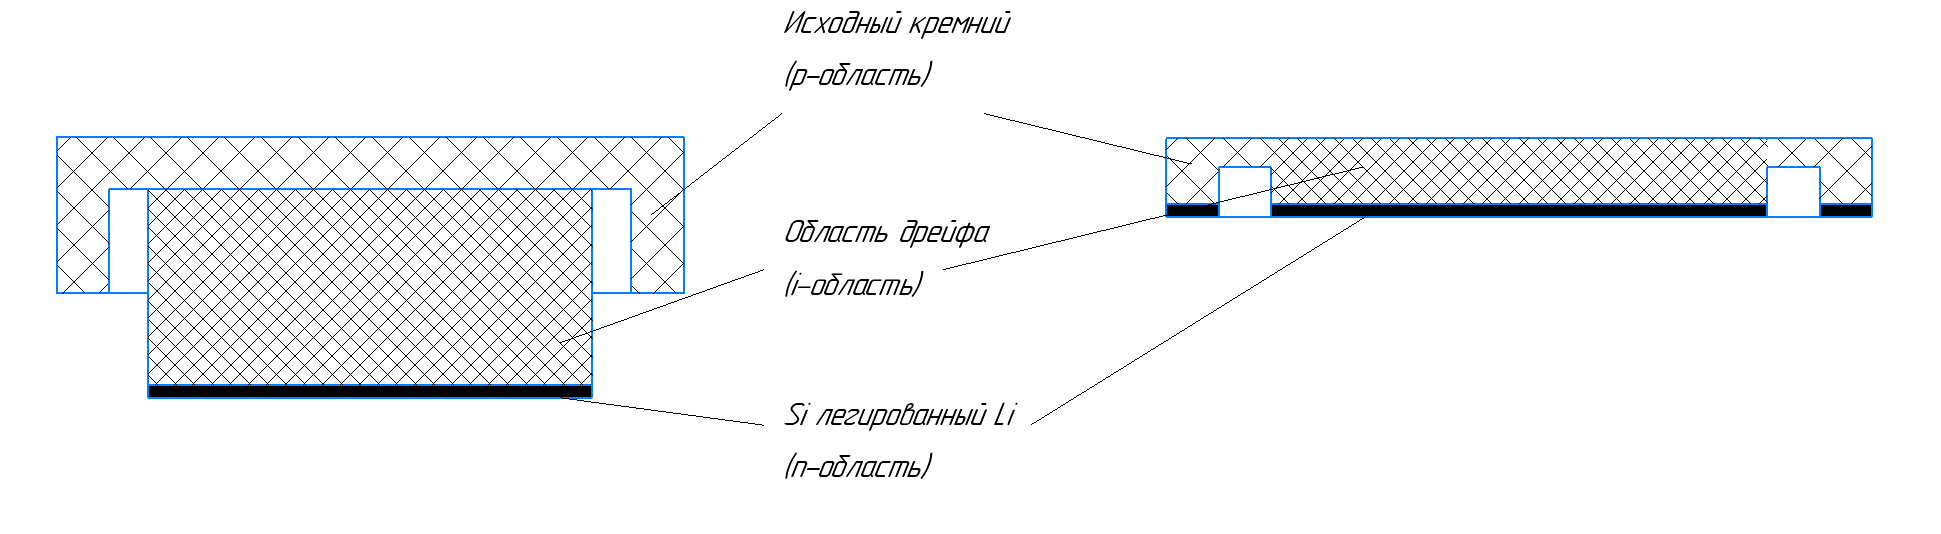 Исходный кремний
(р-область)
Область дрейфа
(i-область)
Si легированный Li
(n-область)